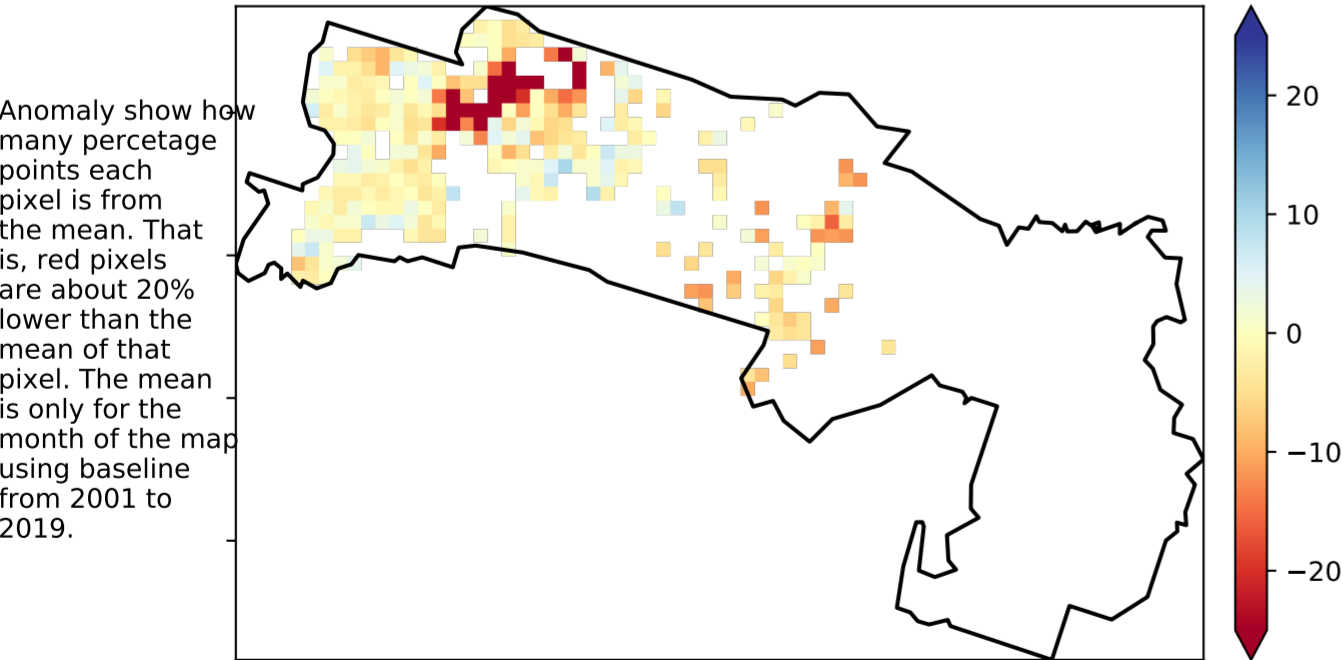 Anomaly show how
many percetage
points each
pixel is from
the mean. That
is, red pixels
are about 20%
lower than the
mean of that
pixel. The mean
is only for the
month of the map
using baseline
from 2001 to
2019.
20
10
0
−10
−20